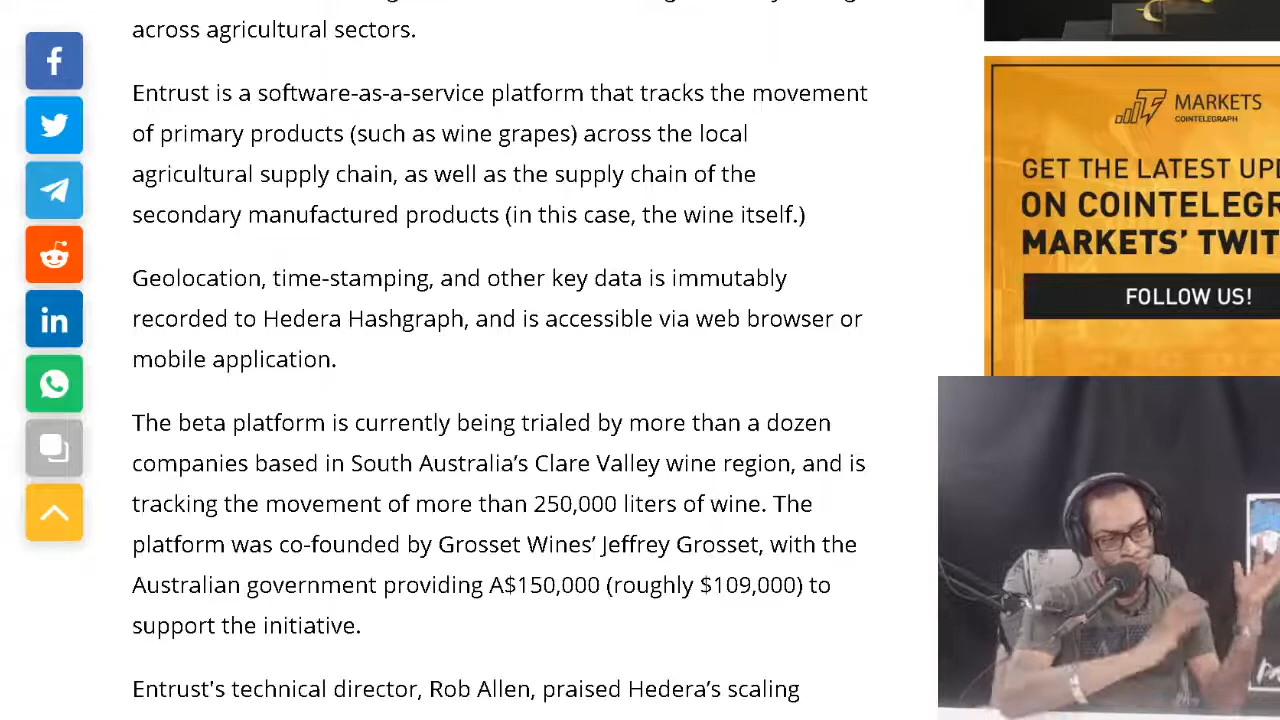 across agricultural sectors.
Entrust is a software-as-a-service platform that tracks the movement
of primary products (such as wine grapes) across the local
agricultural supply chain, as well as the supply chain of the
secondary manufactured products (in this case, the wine itself.)
Geolocation, time-stamping, and other key data is immutably
recorded to Hedera Hashgraph, and is accessible via web browser or
mobile application.
The beta platform is currently being trialed by more than a dozen
companies based in South Australia’s Clare Valley wine region, and is
tracking the movement of more than 250,000 liters of wine. The
platform was co-founded by Grosset Wines’ Jeffrey Grosset, with the
Australian government providing A$150,000 (roughly $109,000) to
support the initiative.
Entrust's technical director, Rob Allen, praised Hedera’s scaling
MARKETS
COINTELEGRAPH
GET THE LATEST UPD
ON COINTELEGR
MARKETS’ TWIT
FOLLOW US!